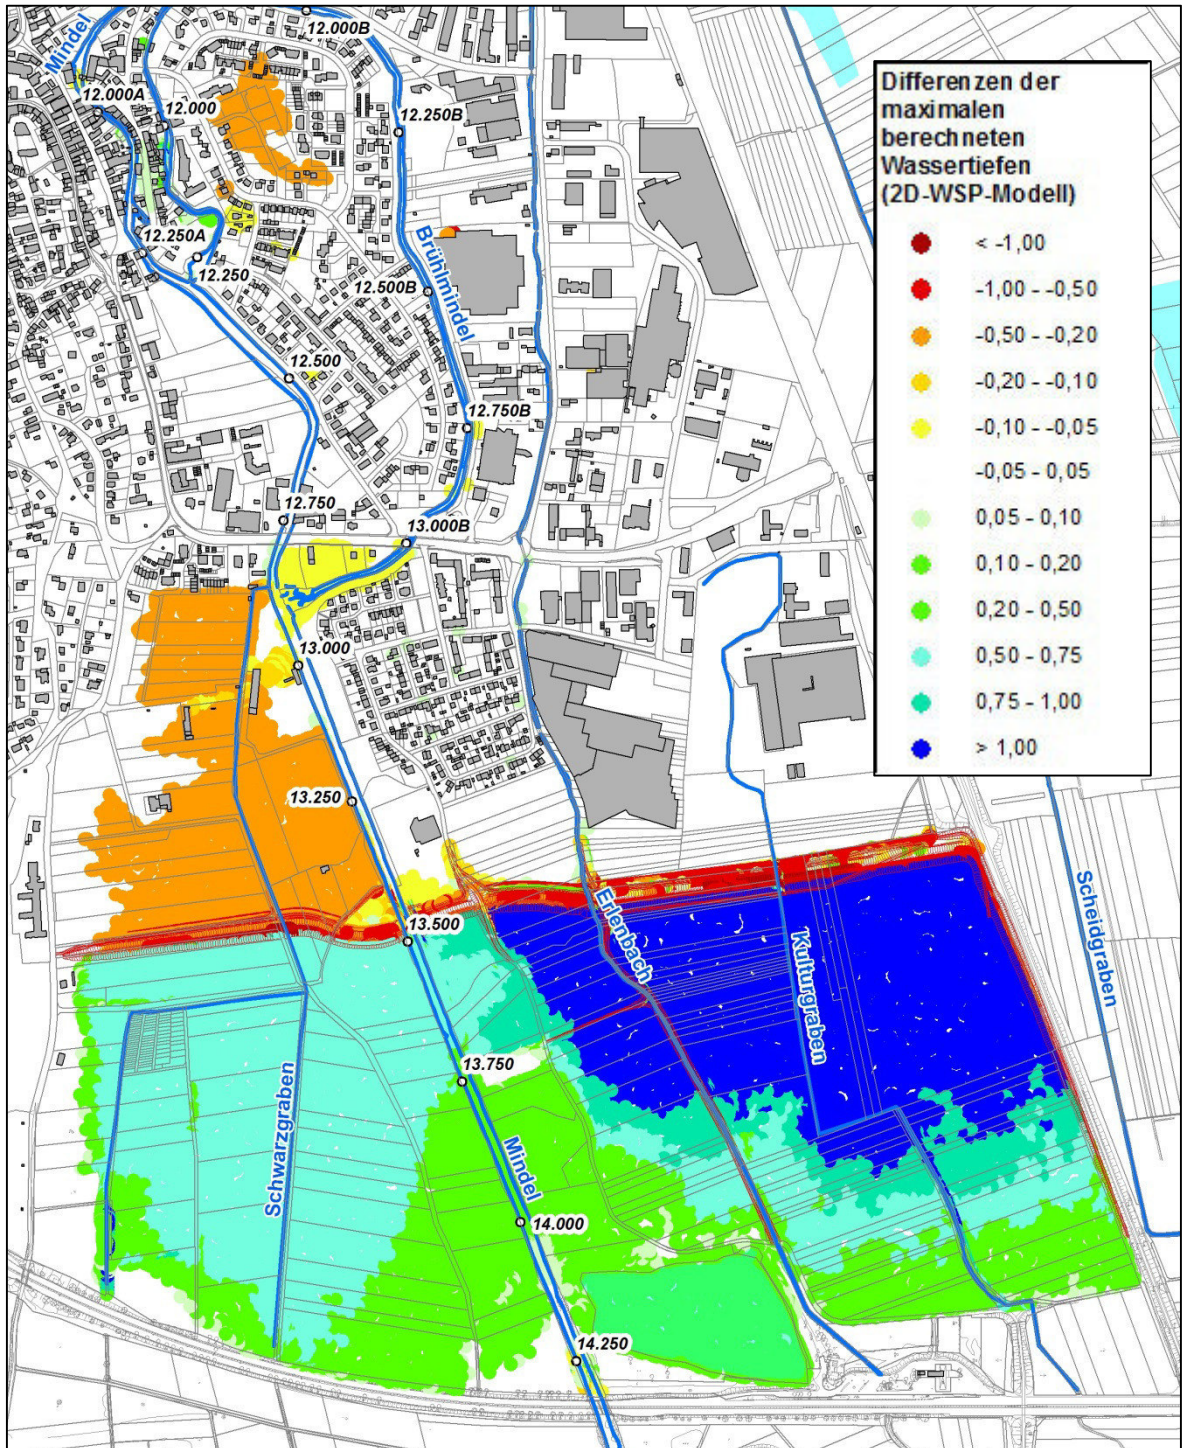 12.000B
Mindel
12.000A
12.000
12.250B
12.250A
12.250
Brühlmindel
12.500B
12.500
12.750B
12.750
13.000B
13.000
13.250
13.500
Erlenbach
Kulturgraben
Scheidgraben
13.750
Schwarzgraben
Mindel
14.000
14.250
Differenzen der
maximalen
berechneten
Wassertiefen
(2D-WSP-Modell)
< -1,00
-1,00 - -0,50
-0,50 - -0,20
-0,20 - -0,10
-0,10 - -0,05
-0,05 - 0,05
0,05 - 0,10
0,10 - 0,20
0,20 - 0,50
0,50 - 0,75
0,75 - 1,00
> 1,00